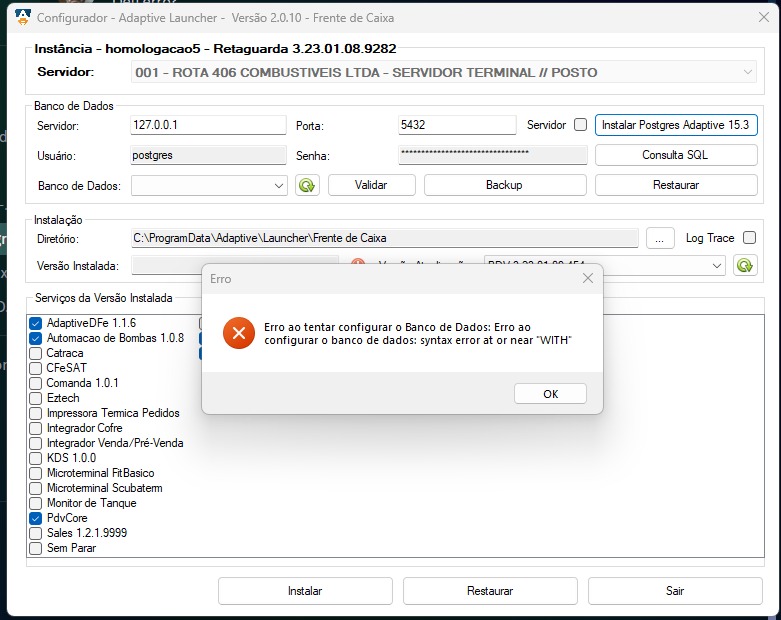 Configurador - Adaptive Launcher - Versão 2.0.10 - Frente de Caixa
Instância - homologacao5 - Retaguarda 3.23.01.08.9282
Servidor: 001 - ROTA 406 COMBUSTIVEIS LTDA - SERVIDOR TERMINAL // POSTO
Banco de Dados
Servidor: 127.0.0.1 Porta: 5432 Servidor Instalar Postgres Adaptive 15.3
Usuário: postgres Senha: Consulta SQL
Banco de Dados: Validar Backup Restaurar
Instalação
Diretório: C:\ProgramData\Adaptive\Launcher\Frente de Caixa ... Log Trace
Versão Instalada:
Erro
Erro ao tentar configurar o Banco de Dados: Erro ao
configurar o banco de dados: syntax error at or near "WITH"
OK
Serviços da Versão Instalada
AdaptiveDFe 1.1.6
Automacao de Bombas 1.0.8
Catraca
CFeSAT
Comanda 1.0.1
Eztech
Impressora Termica Pedidos
Integrador Cofre
Integrador Venda/Pré-Venda
KDS 1.0.0
Microterminal FitBasico
Microterminal Scubaterm
Monitor de Tanque
PdvCore
Sales 1.2.1.9999
Sem Parar
Instalar Restaurar Sair